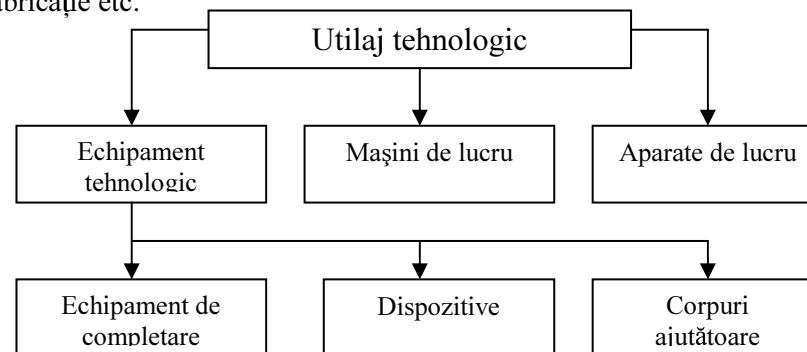 fabricaţie etc.
Utilaj tehnologic
Echipament
tehnologic
Maşini de lucru
Aparate de lucru
Echipament de
completare
Dispozitive
Corpuri
ajutătoare